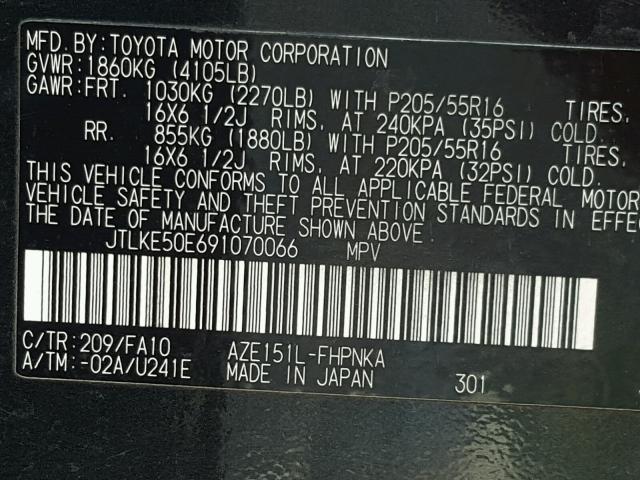 MFD.BY:TOYOTA MOTOR CORPORATION
GVWR:1860KG (4105LB)
GAWR:FRT. 1030KG (2270LB) WITH P205/55R16 TIRES,
16X6 1/2J RIMS, AT 240KPA (35PSI) COLD.
RR. 855KG (1880LB) WITH P205/55R16 TIRES,
16X6 1/2J RIMS, AT 220KPA (32PSI) COLD.
THIS VEHICLE CONFORMS TO ALL APPLICABLE FEDERAL MOTOR
VEHICLE SAFETY AND THEFT PREVENTION STANDARDS IN EFFE
THE DATE OF MANUFACTURE SHOWN ABOVE.
JTLKE50E691070066 MPV
C/TR:209/FA10 AZE151L-FHPNKA
A/TM:-02A/U241E MADE IN JAPAN 301